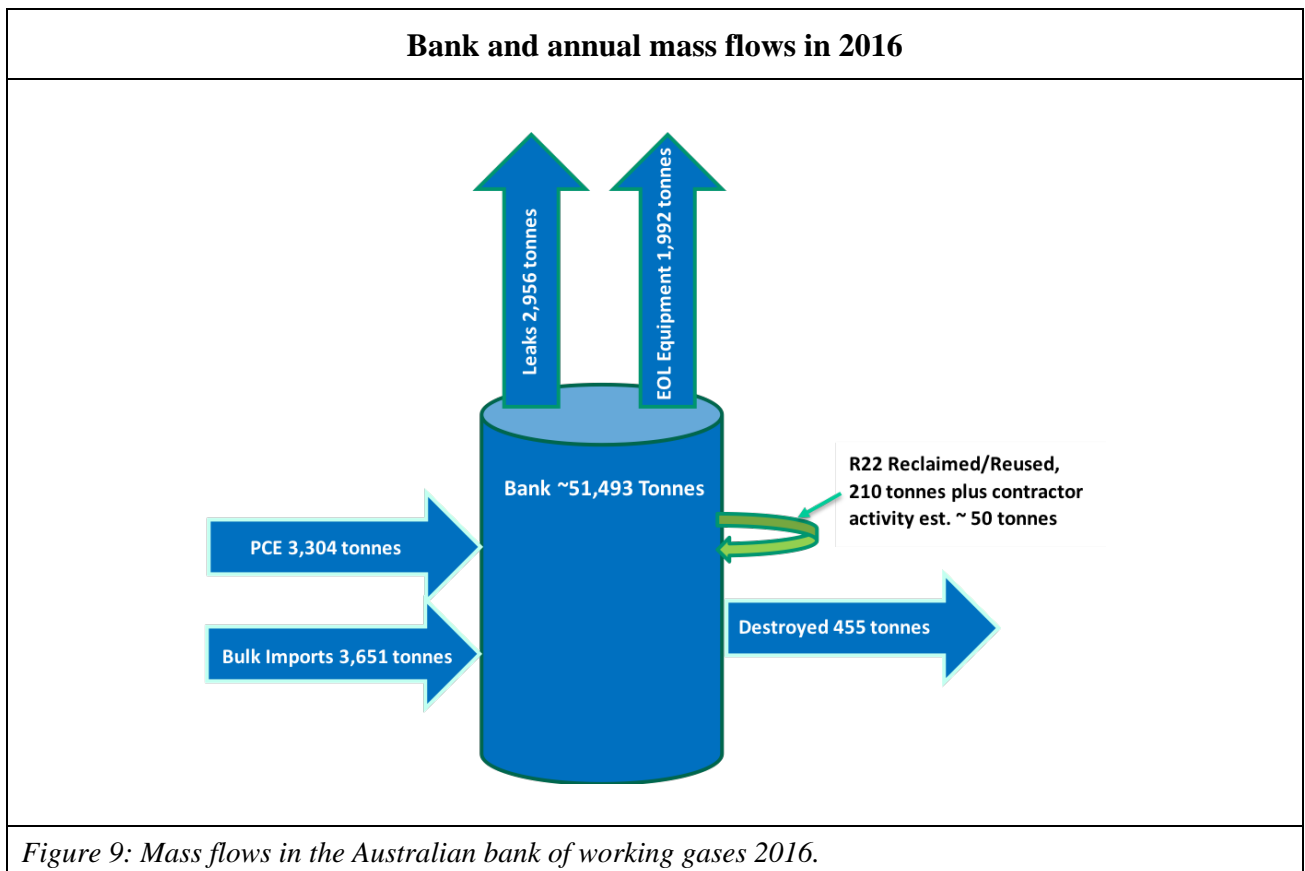 Bank and annual mass flows in 2016
Leaks 2,956 tonnes
EOL Equipment 1,992 tonnes
Bank ~51,493 Tonnes
R22 Reclaimed/Reused,
210 tonnes plus contractor
activity est. ~ 50 tonnes
PCE 3,304 tonnes
Destroyed 455 tonnes
Bulk Imports 3,651 tonnes
Figure 9: Mass flows in the Australian bank of working gases 2016.